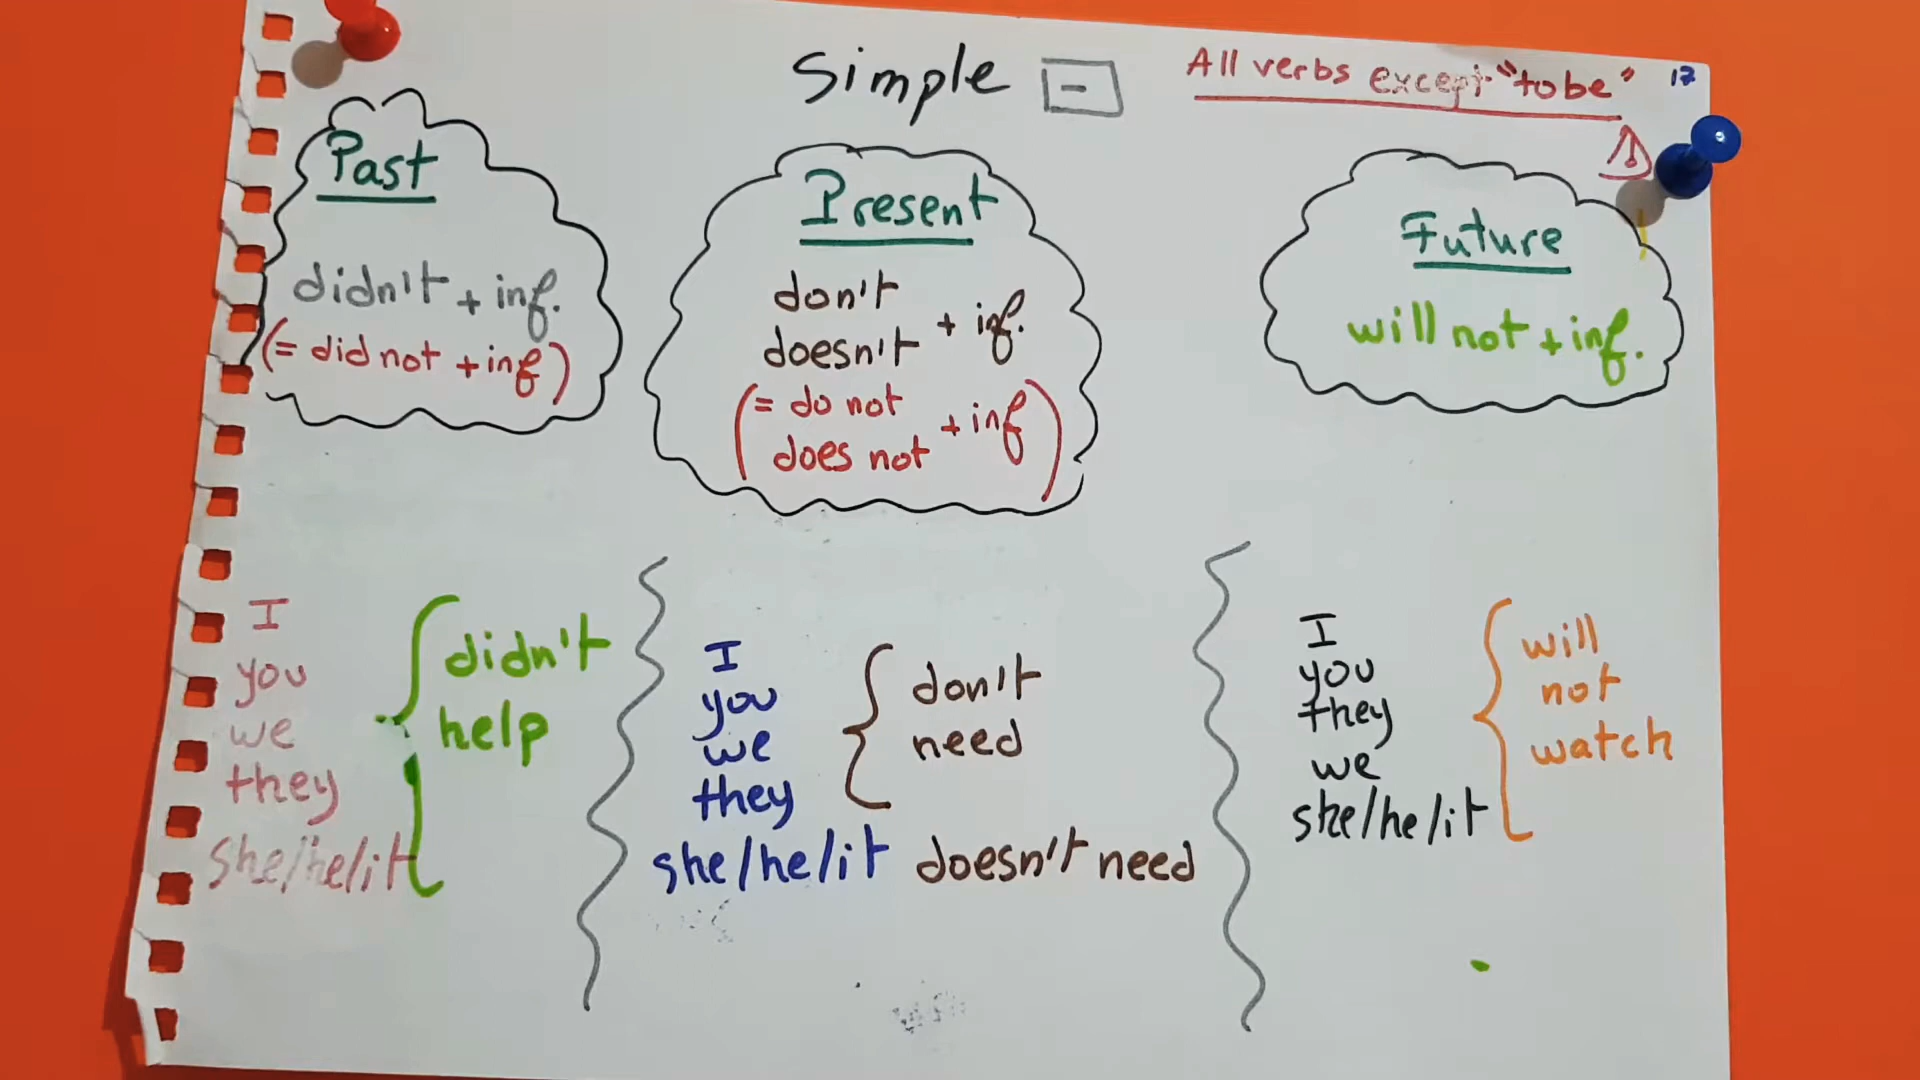 Simple -
All verbs except "to be"
17
Past
didn't + inf.
(= did not + inf)
Present
don't
doesn't + inf.
(= do not
does not + inf)
Future
will not + inf.
I
you
we
they
she/he/it
didn't
help
I
you
we
they
don't
need
she/he/it doesn't need
I
you
they
we
she/he/it
will
not
watch